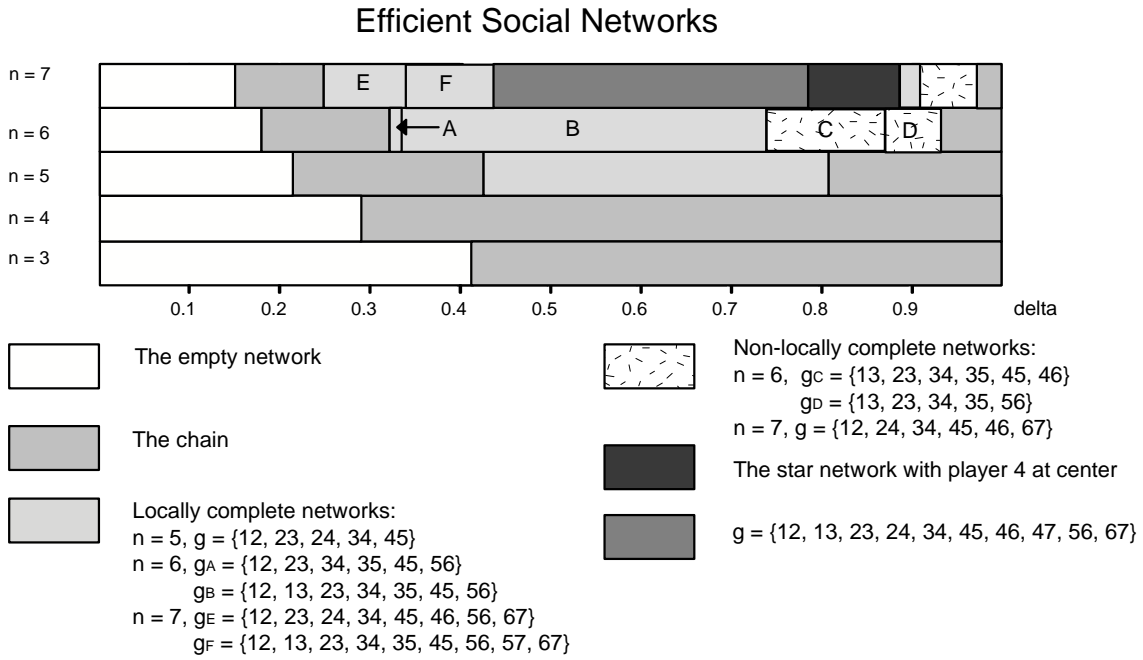 Efficient Social Networks
n = 7
E
F
n = 6
A
B
C
D
n = 5
n = 4
n = 3
0.1 0.2 0.3 0.4 0.5 0.6 0.7 0.8 0.9 delta
The empty network
The chain
Locally complete networks:
n = 5, g = {12, 23, 24, 34, 45}
n = 6, gA = {12, 23, 34, 35, 45, 56}
gB = {12, 13, 23, 34, 35, 45, 56}
n = 7, gE = {12, 23, 24, 34, 45, 46, 56, 67}
gF = {12, 13, 23, 34, 35, 45, 56, 57, 67}
Non-locally complete networks:
n = 6, gC = {13, 23, 34, 35, 45, 46}
gD = {13, 23, 34, 35, 56}
n = 7, g = {12, 24, 34, 45, 46, 67}
The star network with player 4 at center
g = {12, 13, 23, 24, 34, 45, 46, 47, 56, 67}